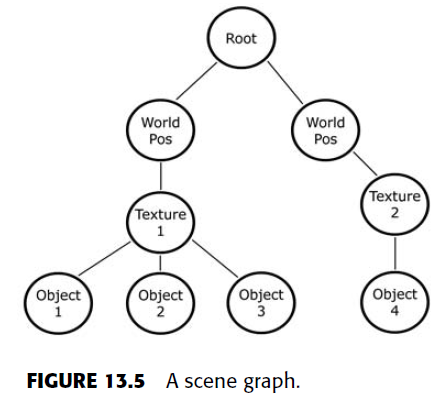 Root
World
Pos
World
Pos
Texture
1
Texture
2
Object
1
Object
2
Object
3
Object
4
FIGURE 13.5 A scene graph.